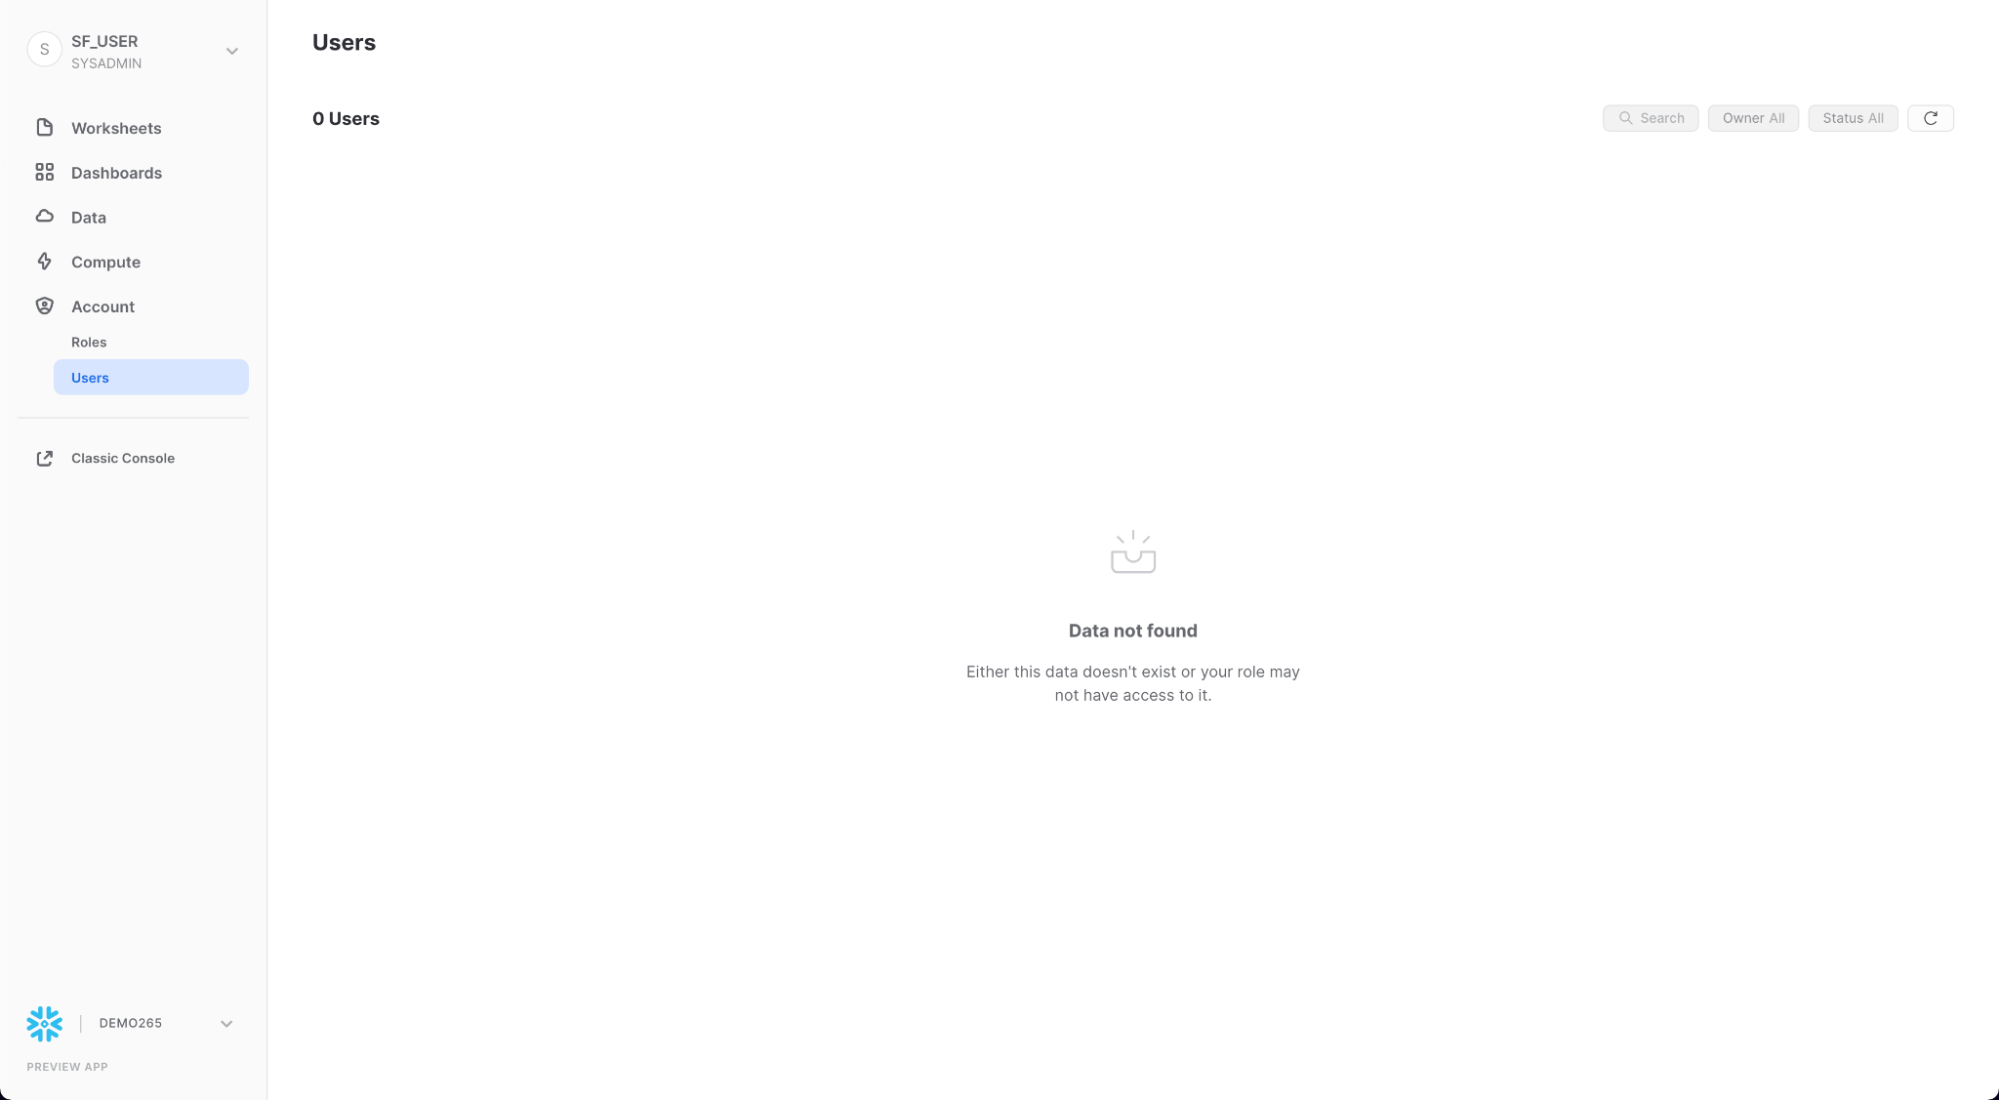 S
SF_USER
SYSADMIN
Worksheets
Dashboards
Data
Compute
Account
Roles
Users
Classic Console
DEMO265
PREVIEW APP
Users
0 Users
Search
Owner All
Status All
Data not found
Either this data doesn't exist or your role may
not have access to it.